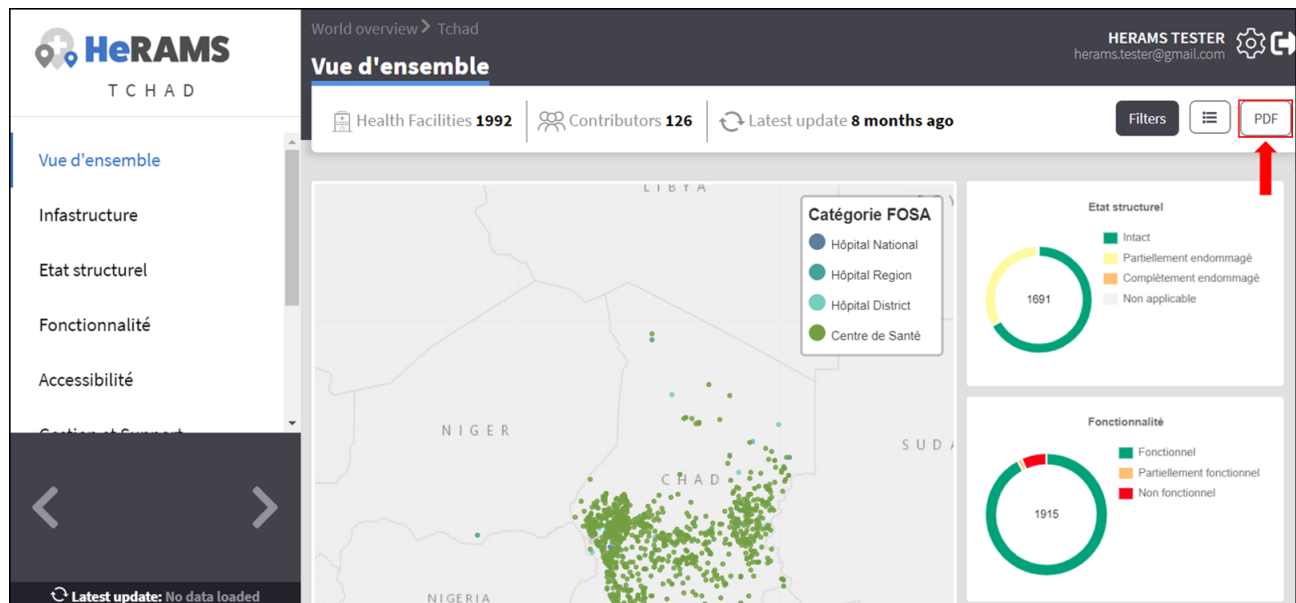 HeRAMS
TCHAD
Vue d'ensemble
Infastructure
Etat structurel
Fonctionnalité
Accessibilité
Latest update: No data loaded
World overview > Tchad
Vue d'ensemble
HERAMS TESTER
herams.tester@gmail.com
Health Facilities 1992
Contributors 126
Latest update 8 months ago
Filters
PDF
LIBYA
NIGER
CHAD
NIGERIA
Catégorie FOSA
Hôpital National
Hôpital Region
Hôpital District
Centre de Santé
Etat structurel
1691
Intact
Partiellement endommagé
Complètement endommagé
Non applicable
Fonctionnalité
1915
Fonctionnel
Partiellement fonctionnel
Non fonctionnel